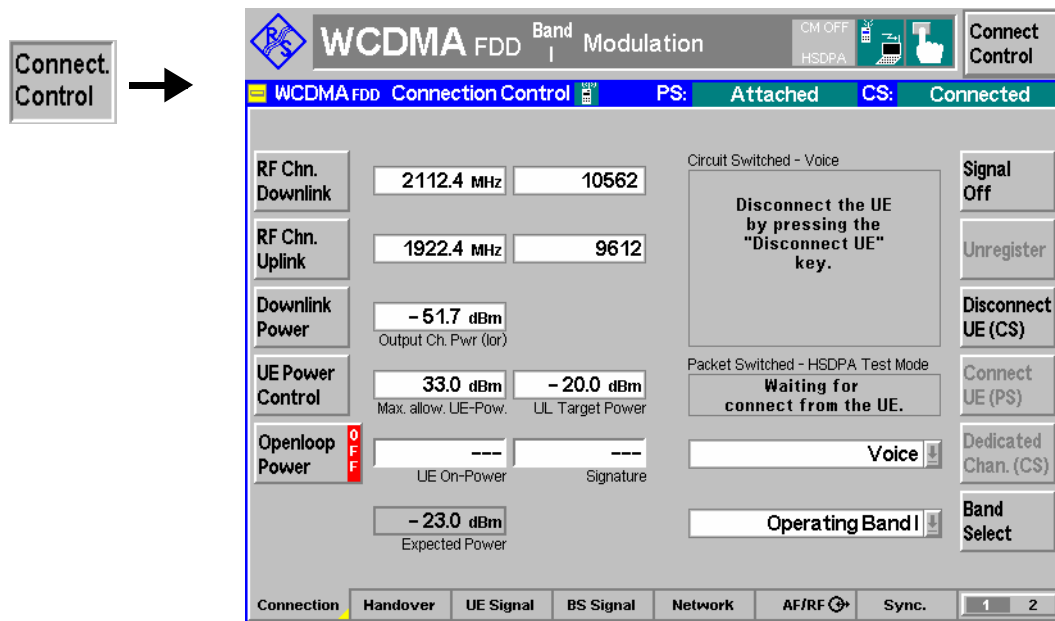 Connect.
Control
R S
WCDMA FDD Band I Modulation
CM OFF
HSDPA
Connect
Control
WCDMA FDD Connection Control PS: Attached CS: Connected
RF Chn.
Downlink
2112.4 MHz 10562
RF Chn.
Uplink
1922.4 MHz 9612
Downlink
Power
– 51.7 dBm
Output Ch. Pwr (Ior)
UE Power
Control
33.0 dBm – 20.0 dBm
Max. allow. UE-Pow. UL Target Power
Openloop
Power
OFF
--- ---
UE On-Power Signature
– 23.0 dBm
Expected Power
Circuit Switched - Voice
Disconnect the UE
by pressing the
"Disconnect UE"
key.
Packet Switched - HSDPA Test Mode
Waiting for
connect from the UE.
Voice
Operating Band I
Signal
Off
Unregister
Disconnect
UE (CS)
Connect
UE (PS)
Dedicated
Chan. (CS)
Band
Select
Connection Handover UE Signal BS Signal Network AF/RF Sync. 1 2